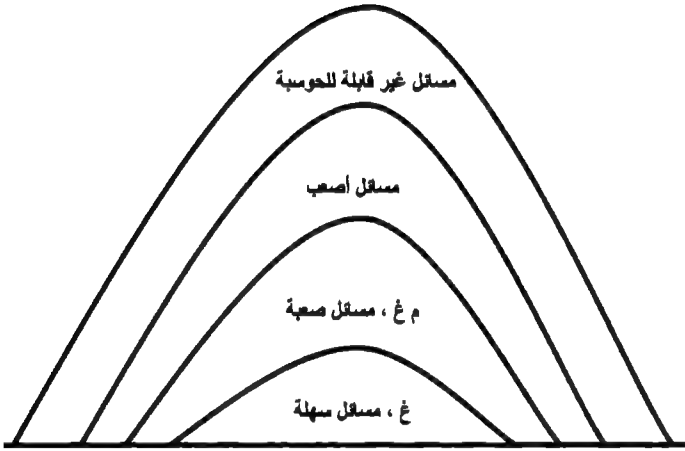 مسائل غير قابلة للحوسبة
مسائل أصعب
م غ ، مسائل صعبة
غ ، مسائل سهلة